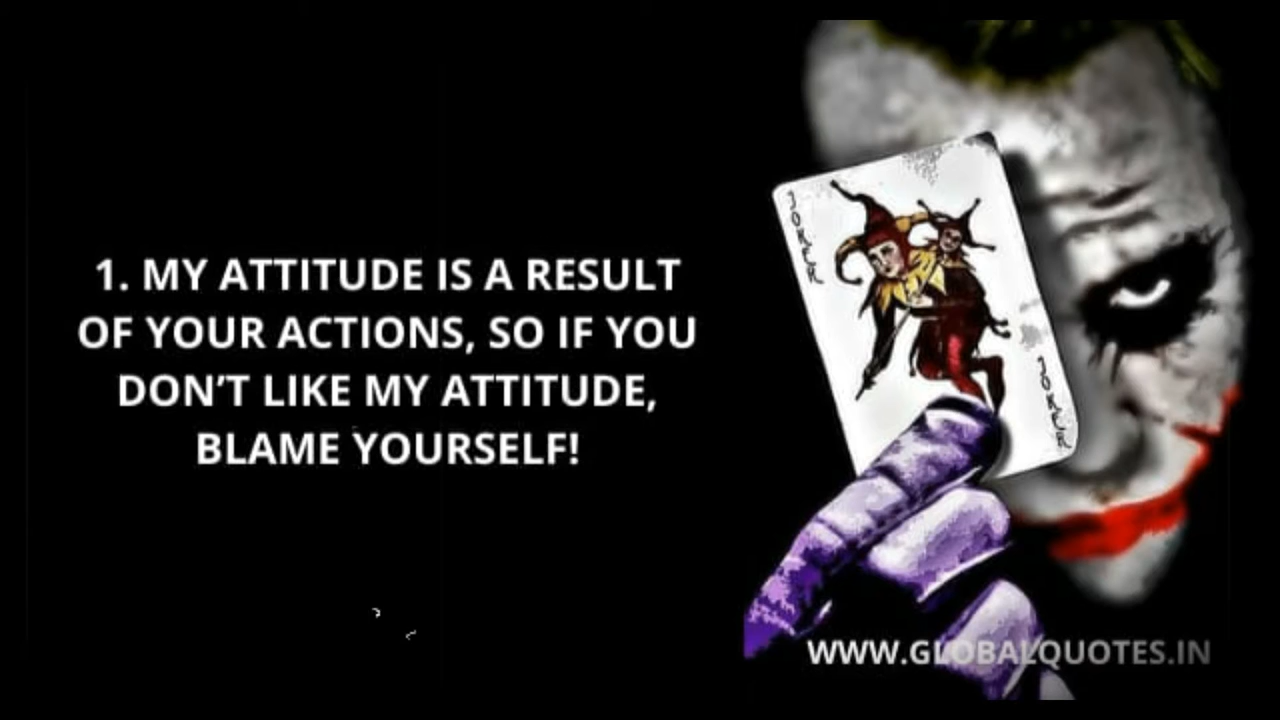 1. MY ATTITUDE IS A RESULT
OF YOUR ACTIONS, SO IF YOU
DON’T LIKE MY ATTITUDE,
BLAME YOURSELF!
JOKER
JOKER
WWW.GLOBALQUOTES.IN